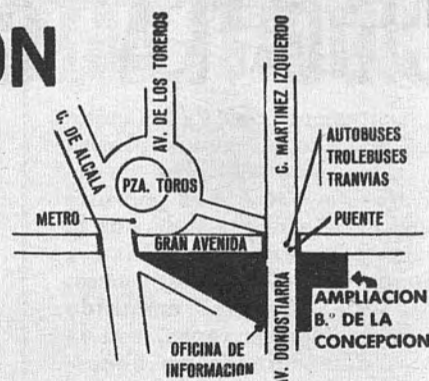 ON
C. DE ALCALA
AV. DE LOS TOREROS
C. MARTINEZ IZQUIERDO
PZA. TOROS
AUTOBUSES
TROLEBUSES
TRANVIAS
METRO
PUENTE
GRAN AVENIDA
AV. DONOSTIARRA
AMPLIACION
B.º DE LA
CONCEPCION
OFICINA DE
INFORMACION